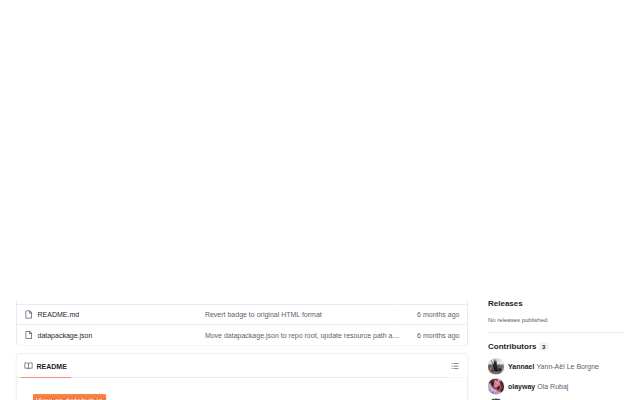 Releases
README.md Revert badge to original HTML format 6 months ago
No releases published
datapackage.json Move datapackage.json to repo root, update resource path a... 6 months ago
Contributors 3
README
Yannael Yann-Aël Le Borgne
olayway Ola Rubaj